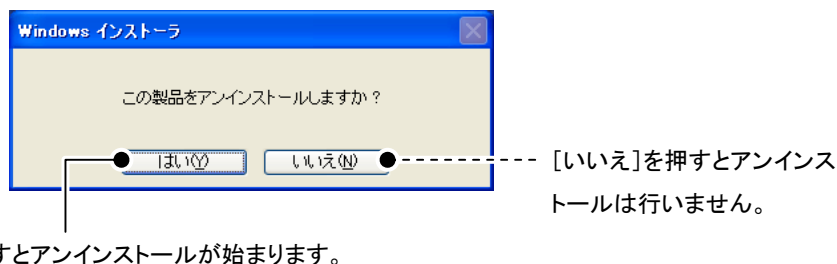 Windows インストーラ
この製品をアンインストールしますか？
はい(Y)
いいえ(N)
[いいえ]を押すとアンインス
トールは行いません。
すとアンインストールが始まります。